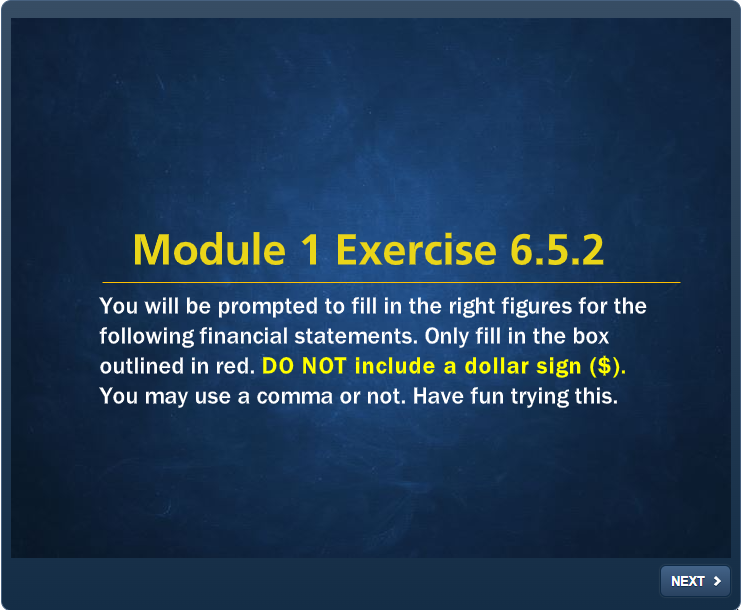 Module 1 Exercise 6.5.2
You will be prompted to fill in the right figures for the
following financial statements. Only fill in the box
outlined in red. DO NOT include a dollar sign ($).
You may use a comma or not. Have fun trying this.
NEXT